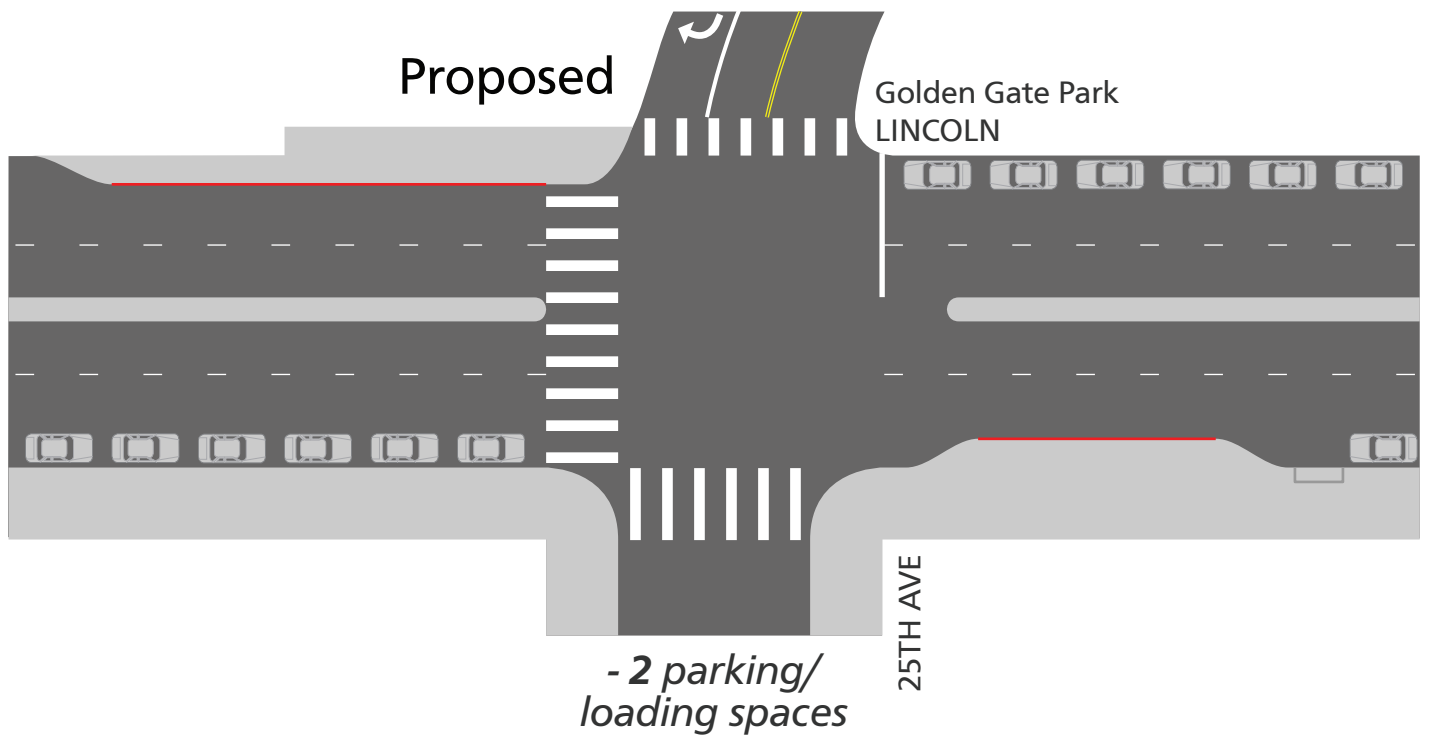 Proposed
Golden Gate Park
LINCOLN
25TH AVE
- 2 parking/
loading spaces